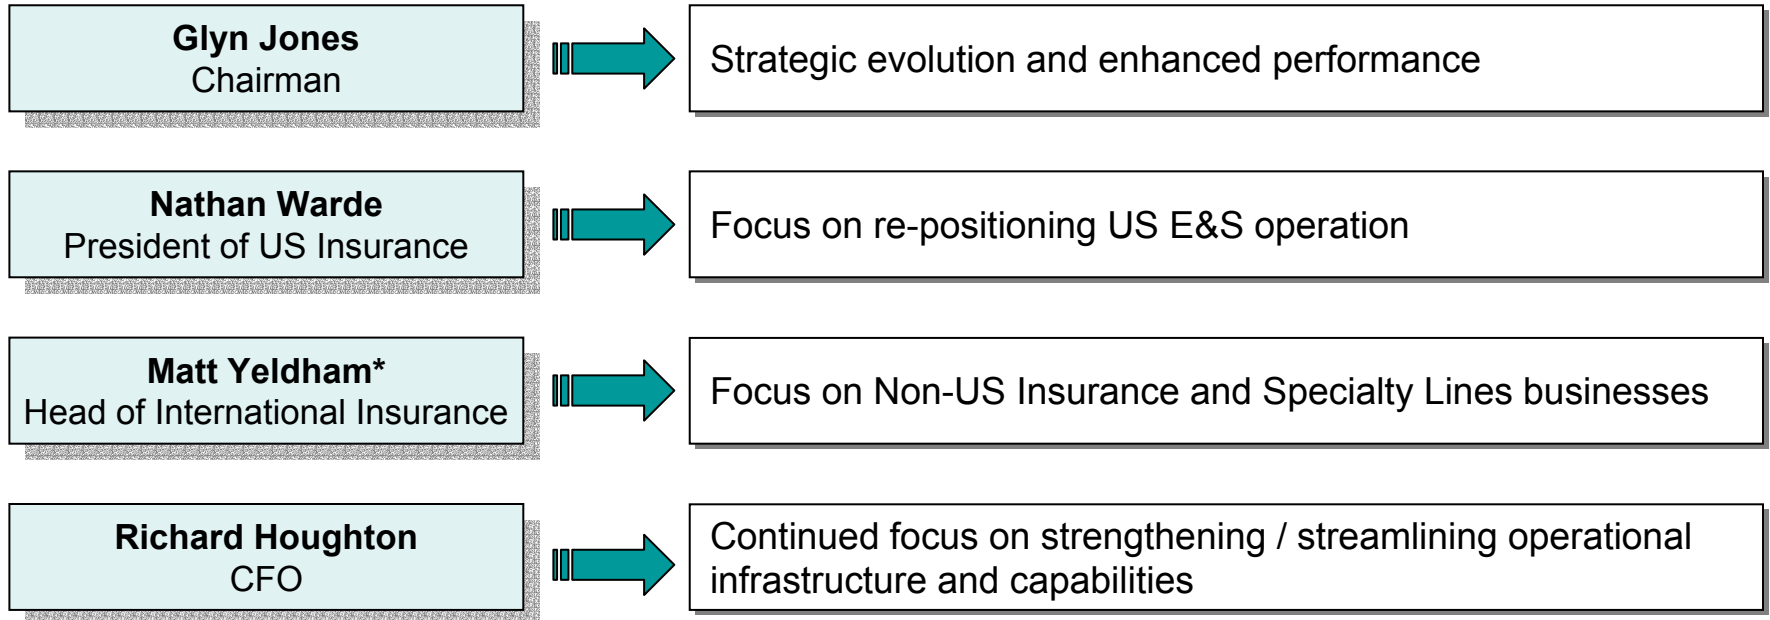 Glyn Jones
Chairman
Strategic evolution and enhanced performance
Nathan Warde
President of US Insurance
Focus on re-positioning US E&S operation
Matt Yeldham*
Head of International Insurance
Focus on Non-US Insurance and Specialty Lines businesses
Richard Houghton
CFO
Continued focus on strengthening / streamlining operational
infrastructure and capabilities